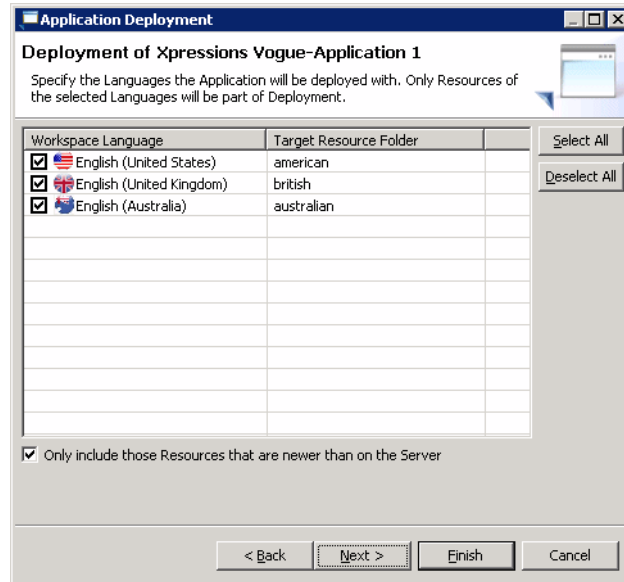 Application Deployment
Deployment of Xpressions Vogue-Application 1
Specify the Languages the Application will be deployed with. Only Resources of
the selected Languages will be part of Deployment.
Workspace Language Target Resource Folder
Select All
English (United States) american
Deselect All
English (United Kingdom) british
English (Australia) australian
Only include those Resources that are newer than on the Server
< Back Next > Finish Cancel